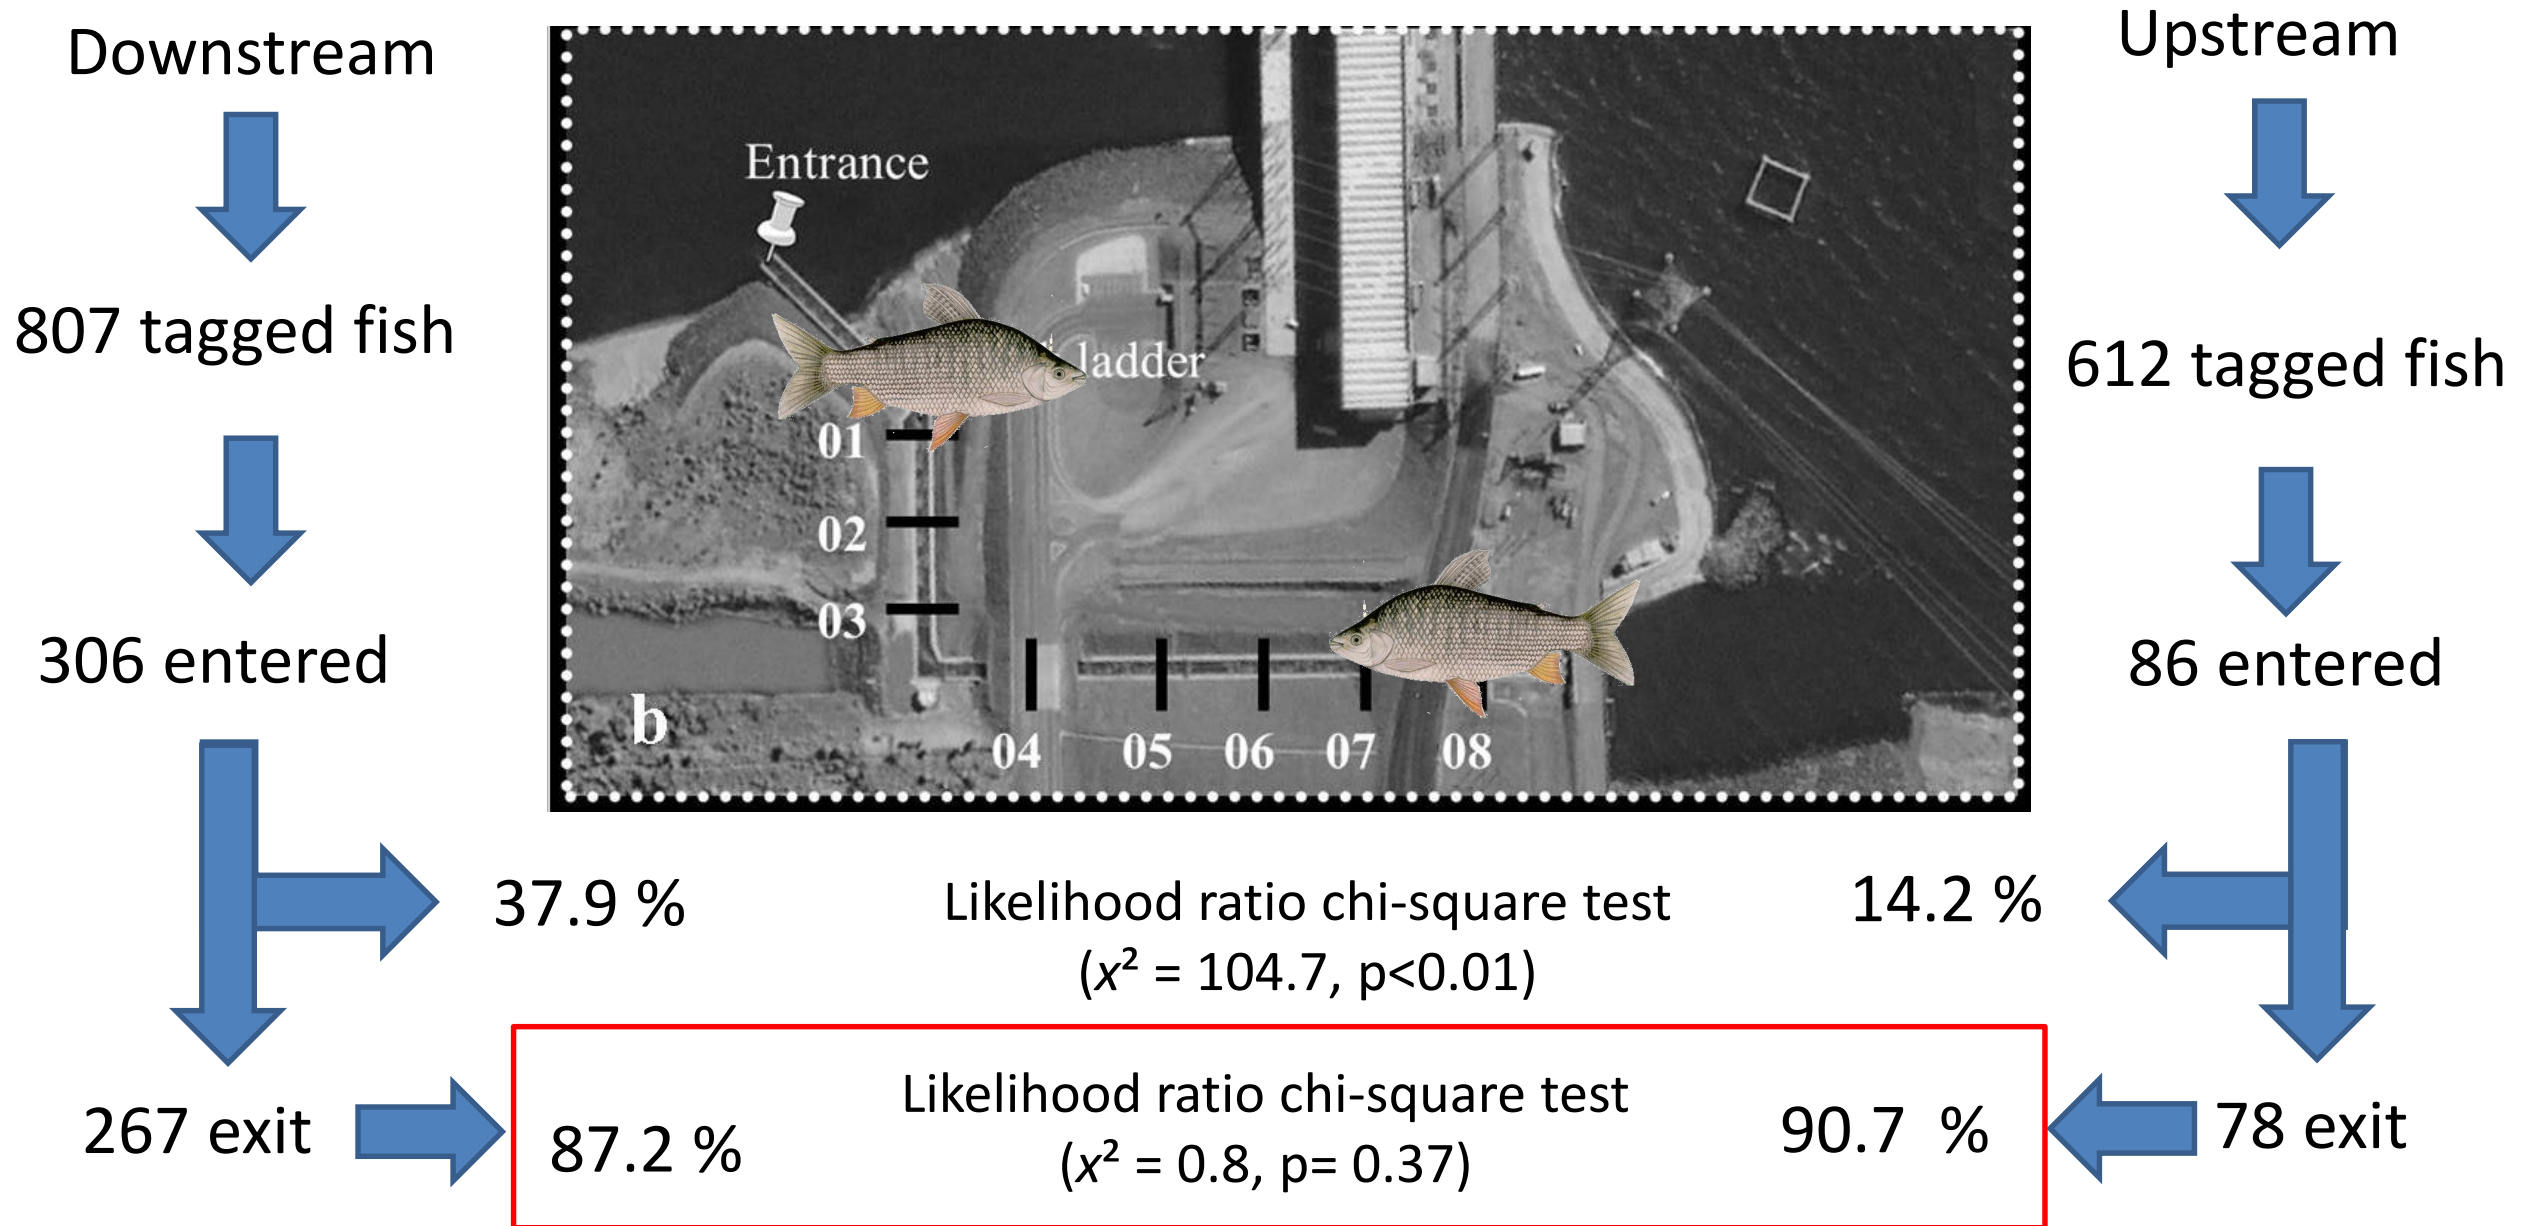 Downstream
807 tagged fish
306 entered
267 exit
Entrance
ladder
01
02
03
04 05 06 07 08
b
Upstream
612 tagged fish
86 entered
78 exit
37.9 %
Likelihood ratio chi-square test
(x² = 104.7, p<0.01)
14.2 %
87.2 %
Likelihood ratio chi-square test
(x² = 0.8, p= 0.37)
90.7 %